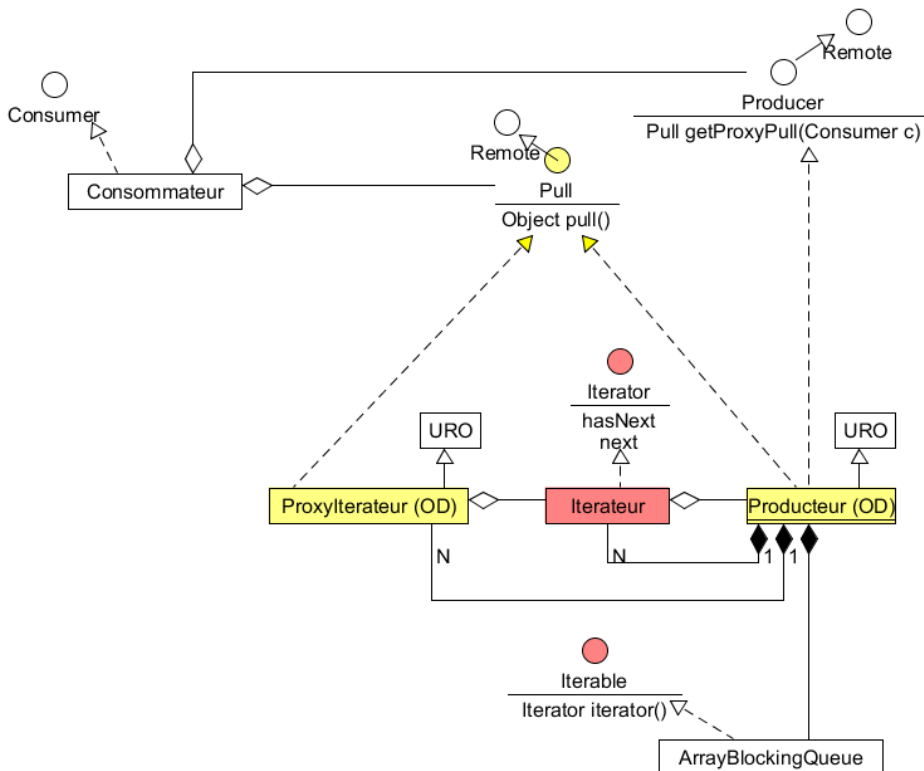 Remote
Producer
Pull getProxyPull(Consumer c)
Consumer
Remote
Consommateur
Pull
Object pull()
Iterator
hasNext
next
URO
URO
ProxyIterateur (OD)
Iterateur
Producteur (OD)
N
N
1
1
Iterable
Iterator iterator()
ArrayBlockingQueue